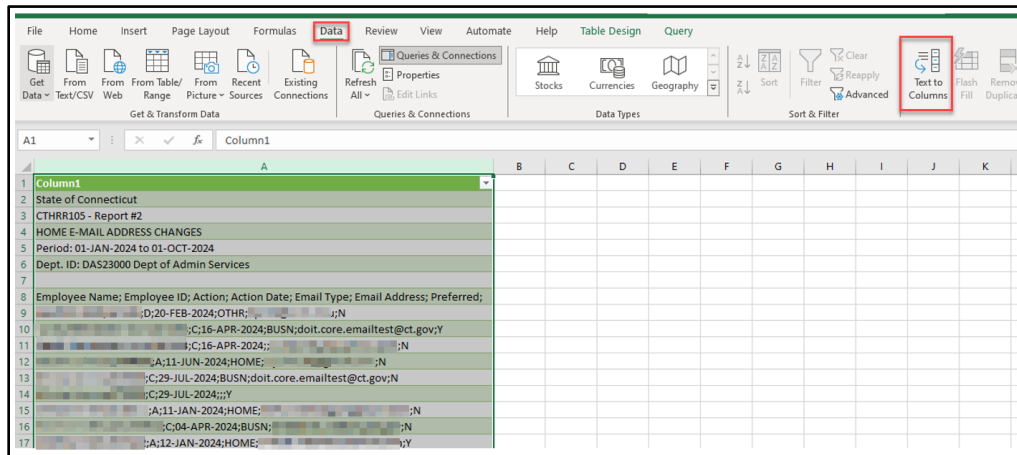 File Home Insert Page Layout Formulas Data Review View Automate Help Table Design Query
Get Data From Text/CSV From Web From Table/ Range From Picture Recent Sources Existing Connections
Get & Transform Data
Refresh All
Queries & Connections
Properties
Edit Links
Queries & Connections
Stocks Currencies Geography
Data Types
Sort Filter
Clear
Reapply
Advanced
Sort & Filter
Text to Columns Flash Fill
A1 fx Column1
A B C D E F G H I J K
1 Column1
2 State of Connecticut
3 CTHRR105 - Report #2
4 HOME E-MAIL ADDRESS CHANGES
5 Period: 01-JAN-2024 to 01-OCT-2024
6 Dept. ID: DAS23000 Dept of Admin Services
7
8 Employee Name; Employee ID; Action; Action Date; Email Type; Email Address; Preferred;
9 ;D;20-FEB-2024;OTHR; u;N
10 ;C;16-APR-2024;BUSN;doit.core.emailtest@ct.gov;Y
11 ;C;16-APR-2024;; ;N
12 ;A;11-JUN-2024;HOME; ;N
13 ;C;29-JUL-2024;BUSN;doit.core.emailtest@ct.gov;N
14 ;C;29-JUL-2024;;;Y
15 ;A;11-JAN-2024;HOME; ;N
16 ;C;04-APR-2024;BUSN; ;N
17 ;A;12-JAN-2024;HOME; ;Y